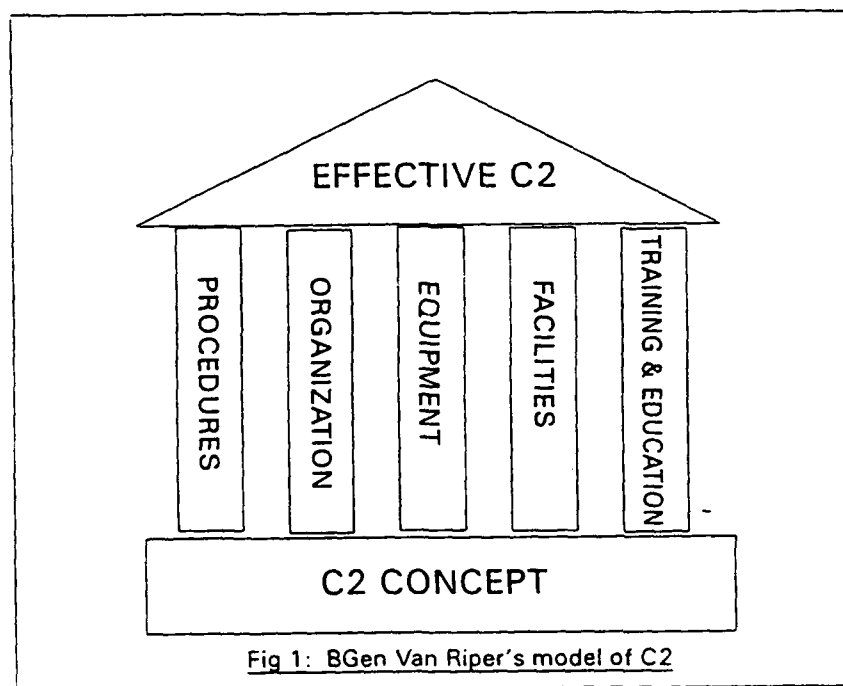 EFFECTIVE C2
PROCEDURES
ORGANIZATION
EQUIPMENT
FACILITIES
TRAINING & EDUCATION
C2 CONCEPT
Fig 1: BGen Van Riper's model of C2